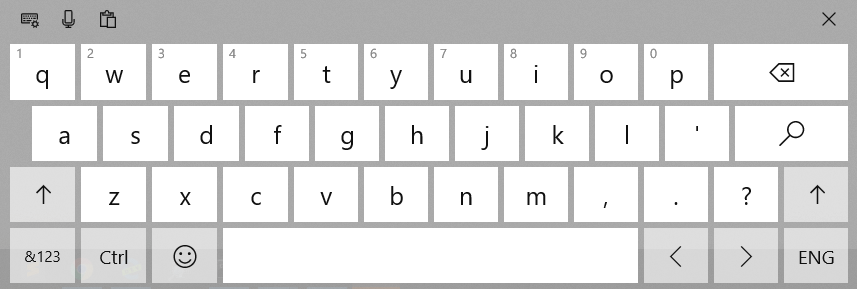 1 2 3 4 5 6 7 8 9 0
q w e r t y u i o p
a s d f g h j k l '
z x c v b n m , . ?
&123 Ctrl < > ENG